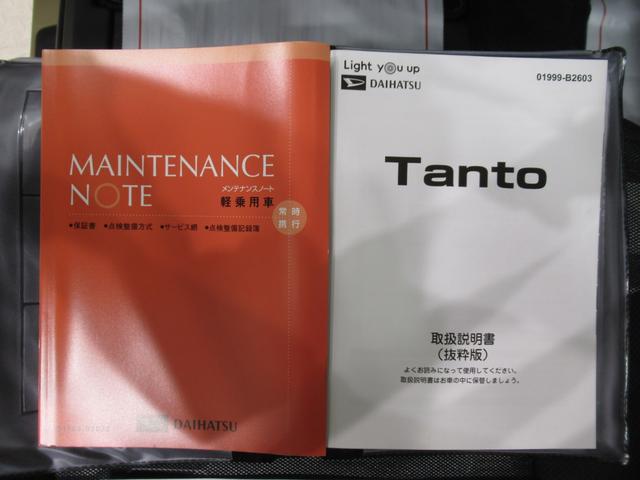 MAINTENANCE
NOTE
メンテナンスノート
軽乗用車
常時
携行
•保証書 •点検整備方式 •サービス網 •点検整備記録簿
DAIHATSU
Light you up
DAIHATSU
01999-B2603
Tanto
取扱説明書
（抜粋版）
よくお読みになって使用してください。
取扱説明書はお車の中に保管しましょう。